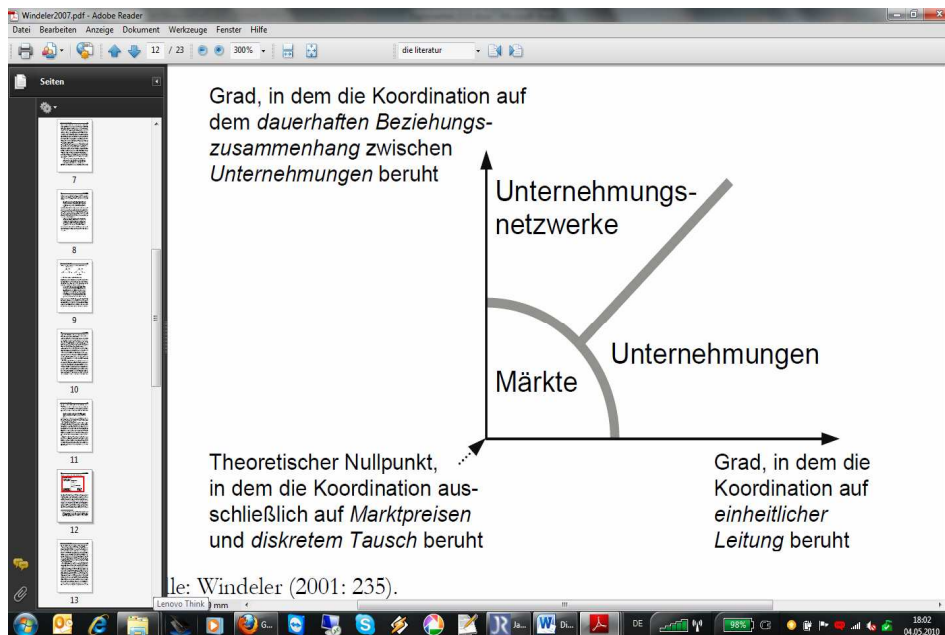 Windeler2007.pdf - Adobe Reader
Datei Bearbeiten Anzeige Dokument Werkzeuge Fenster Hilfe
12 / 23 300% die literatur
Seiten
7
8
9
10
11
12
13
Grad, in dem die Koordination auf
dem dauerhaften Beziehungs-
zusammenhang zwischen
Unternehmungen beruht
Unternehmungs-
netzwerke
Unternehmungen
Märkte
Theoretischer Nullpunkt,
in dem die Koordination aus-
schließlich auf Marktpreisen
und diskretem Tausch beruht
Grad, in dem die
Koordination auf
einheitlicher
Leitung beruht
lle: Windeler (2001: 235).
Lenovo Think
mm
G...
Ja...
Di...
DE
98%
18:02
04.05.2010